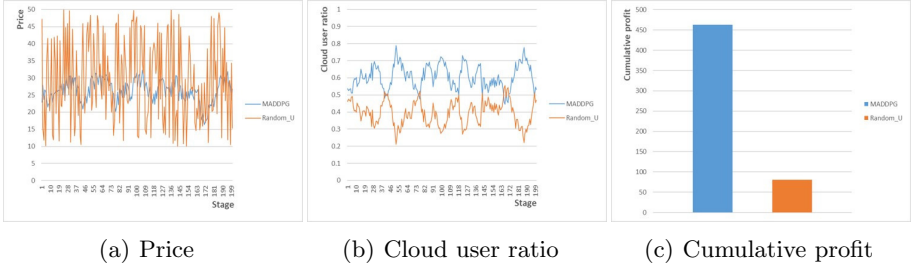 Price
50
45
40
35
30
25
20
15
10
5
0
1 10 19 28 37 46 55 64 73 82 91 100 109 118 127 136 145 154 163 172 181 190 199
Stage
MADDPG
Random_U
Cloud user ratio
1
0.9
0.8
0.7
0.6
0.5
0.4
0.3
0.2
0.1
0
1 10 19 28 37 46 55 64 73 82 91 100 109 118 127 136 145 154 163 172 181 190 199
Stage
MADDPG
Random_U
Cumulative profit
500
450
400
350
300
250
200
150
100
50
0
MADDPG
Random_U
(a) Price
(b) Cloud user ratio
(c) Cumulative profit